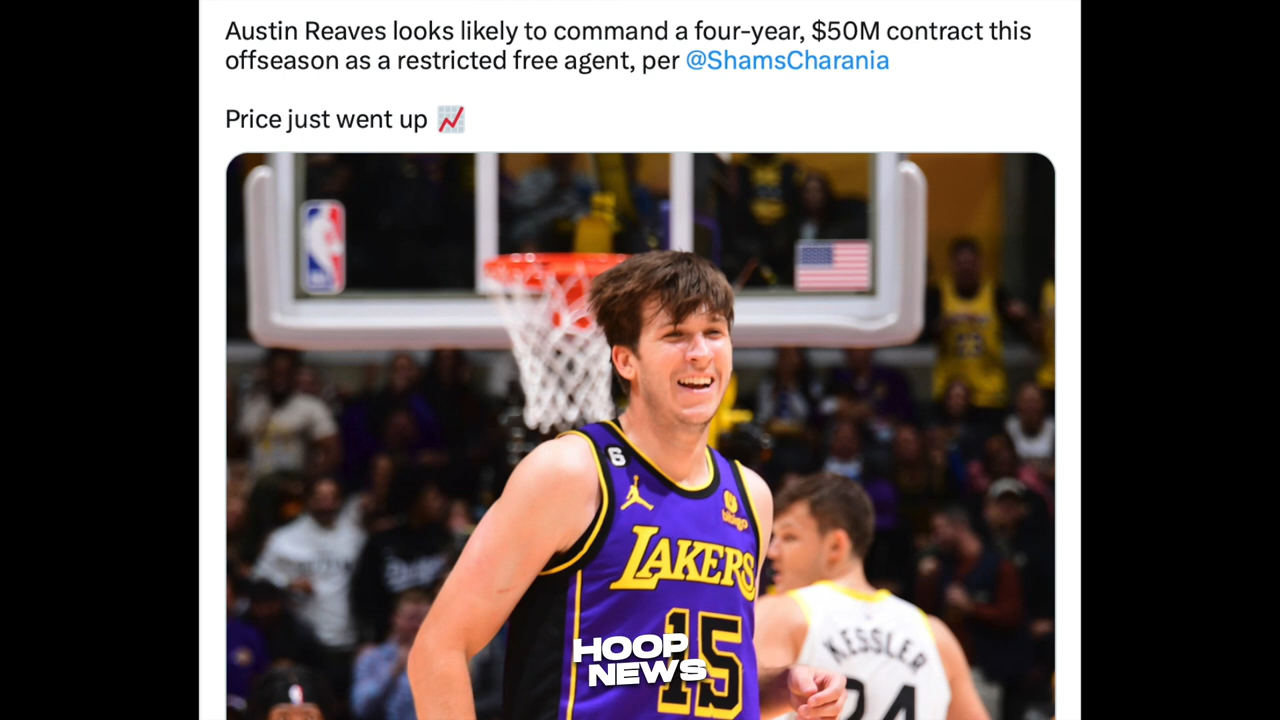 Austin Reaves looks likely to command a four-year, $50M contract this
offseason as a restricted free agent, per @ShamsCharania
Price just went up 📈
6
bibigo
LAKERS
15
KESSLER
24
HOOP
NEWS